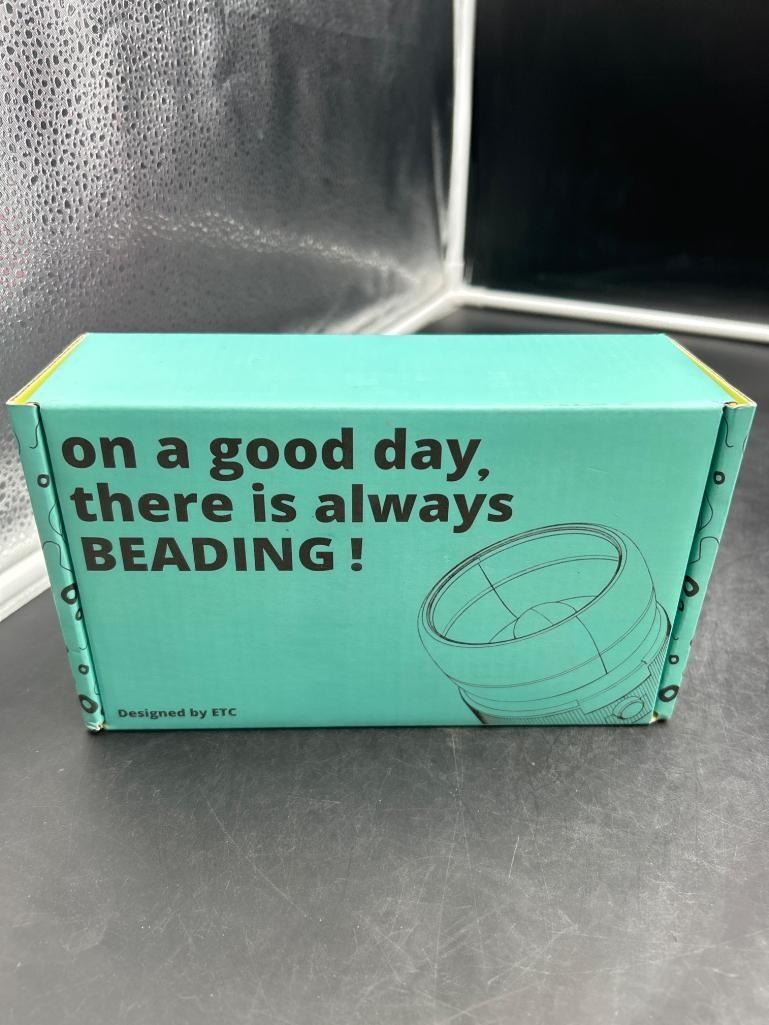 on a good day,
there is always
BEADING !
Designed by ETC